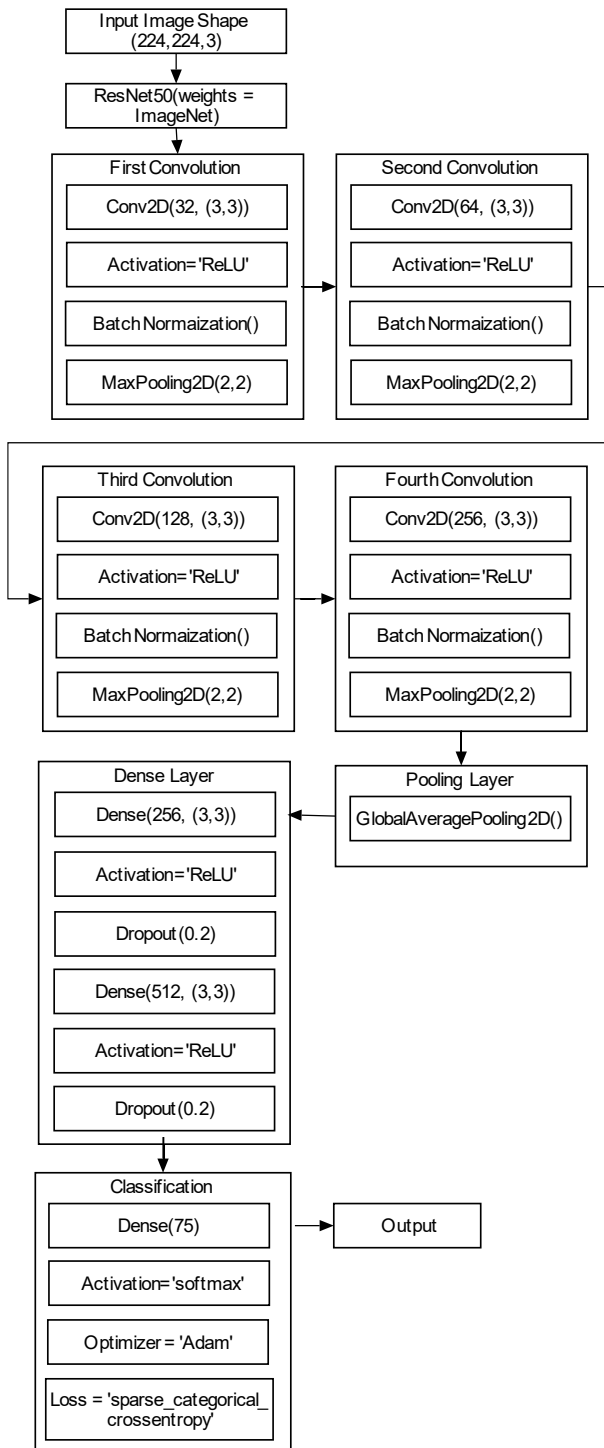 Input Image Shape
(224,224,3)
ResNet50(weights =
ImageNet)
First Convolution
Conv2D(32, (3,3))
Activation='ReLU'
Batch Normaization()
MaxPooling2D(2,2)
Second Convolution
Conv2D(64, (3,3))
Activation='ReLU'
Batch Normaization()
MaxPooling2D(2,2)
Third Convolution
Conv2D(128, (3,3))
Activation='ReLU'
Batch Normaization()
MaxPooling2D(2,2)
Fourth Convolution
Conv2D(256, (3,3))
Activation='ReLU'
Batch Normaization()
MaxPooling2D(2,2)
Pooling Layer
GlobalAveragePooling2D()
Dense Layer
Dense(256, (3,3))
Activation='ReLU'
Dropout(0.2)
Dense(512, (3,3))
Activation='ReLU'
Dropout(0.2)
Classification
Dense(75)
Activation='softmax'
Optimizer = 'Adam'
Loss = 'sparse_categorical_
crossentropy'
Output